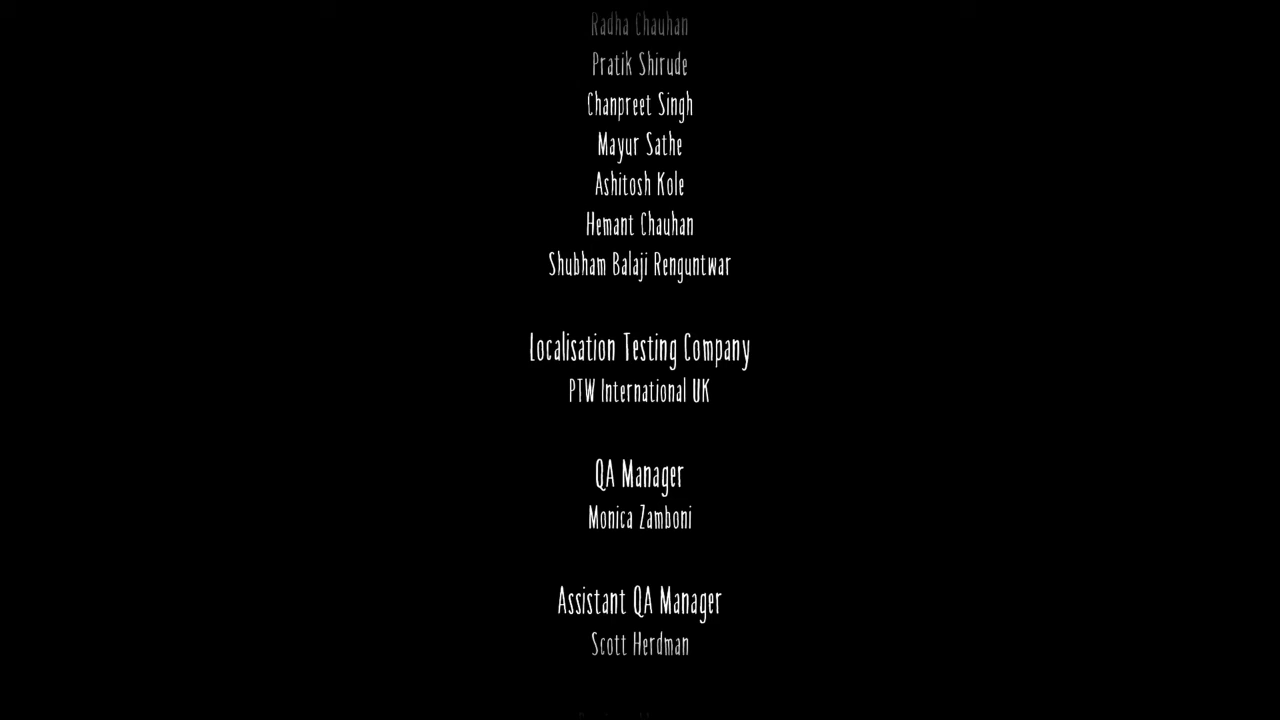 Radha Chauhan
Pratik Shirude
Chanpreet Singh
Mayur Sathe
Ashitosh Kole
Hemant Chauhan
Shubham Balaji Renguntwar
Localisation Testing Company
PTW International UK
QA Manager
Monica Zamboni
Assistant QA Manager
Scott Herdman